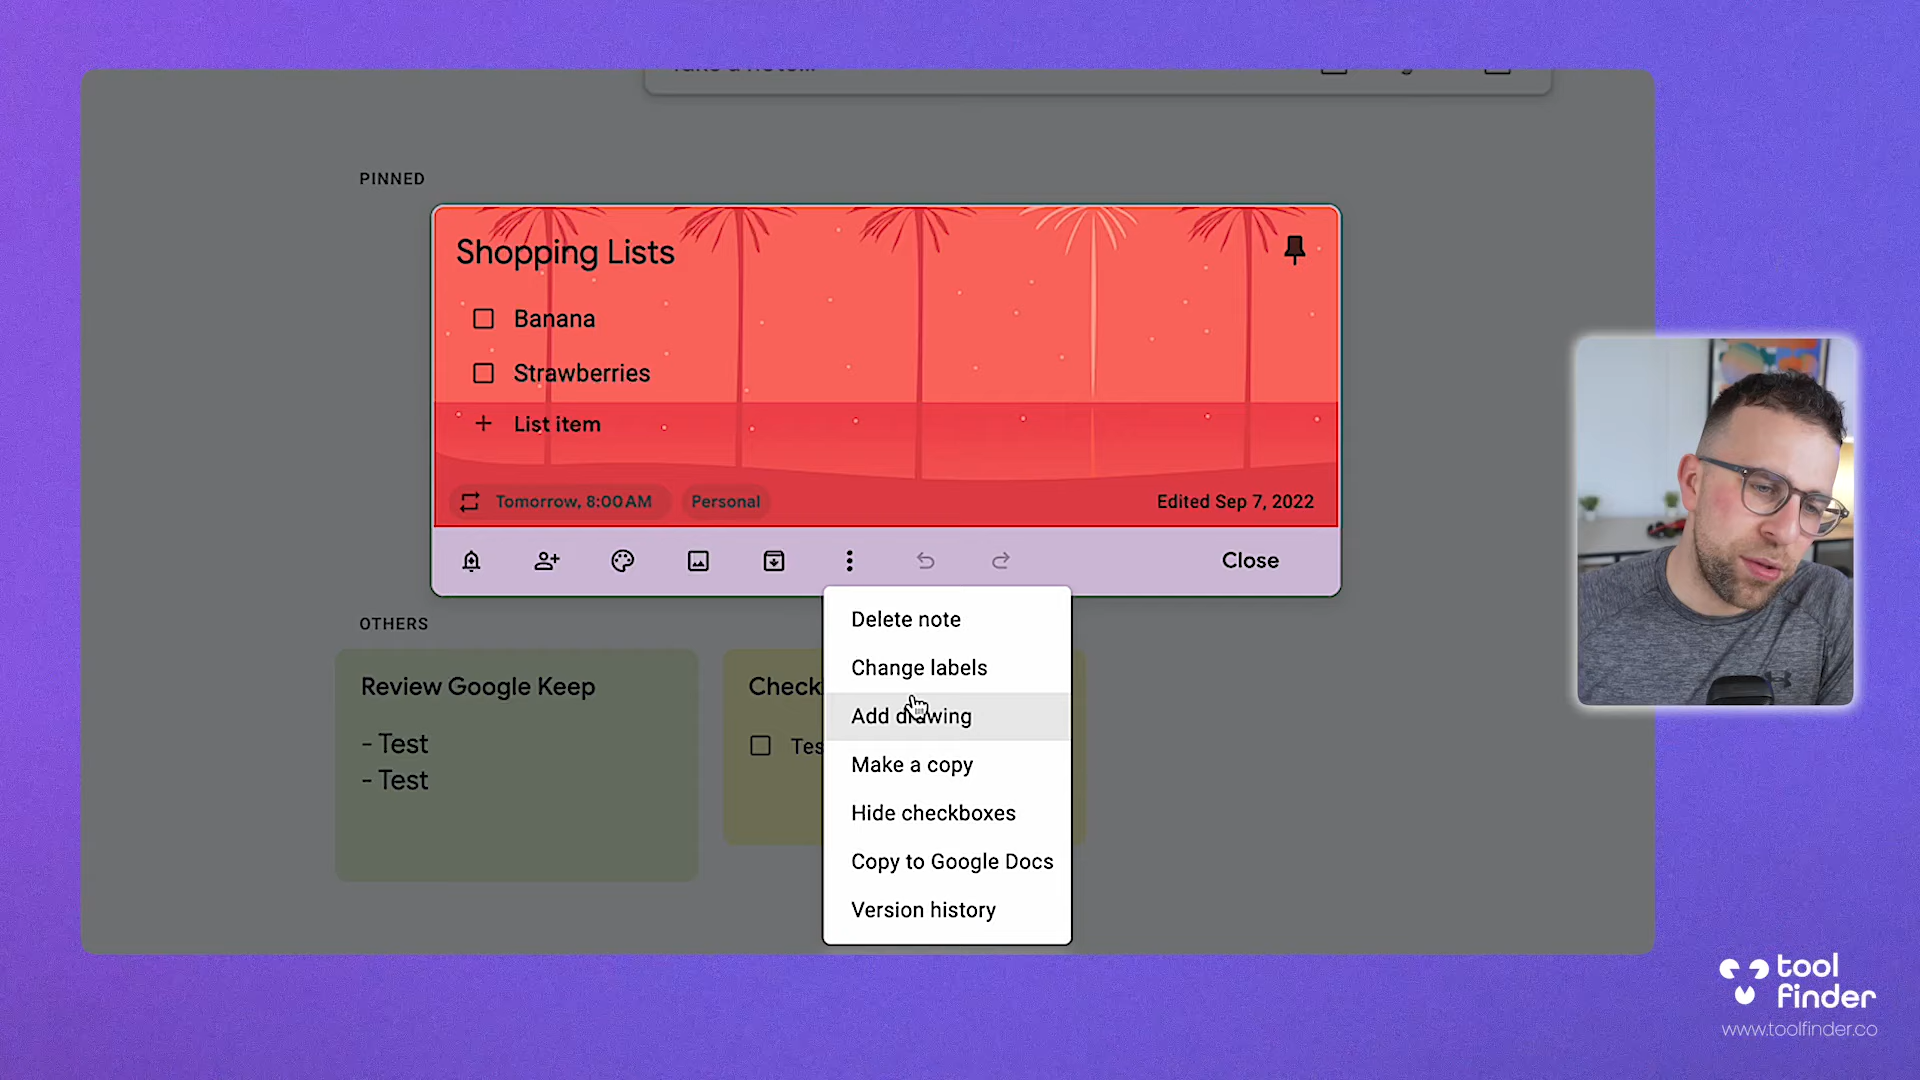 PINNED
Shopping Lists
Banana
Strawberries
+ List item
Tomorrow, 8:00 AM
Personal
Edited Sep 7, 2022
Close
Delete note
Change labels
Add drawing
Make a copy
Hide checkboxes
Copy to Google Docs
Version history
OTHERS
Review Google Keep
- Test
- Test
tool
finder
www.toolfinder.co